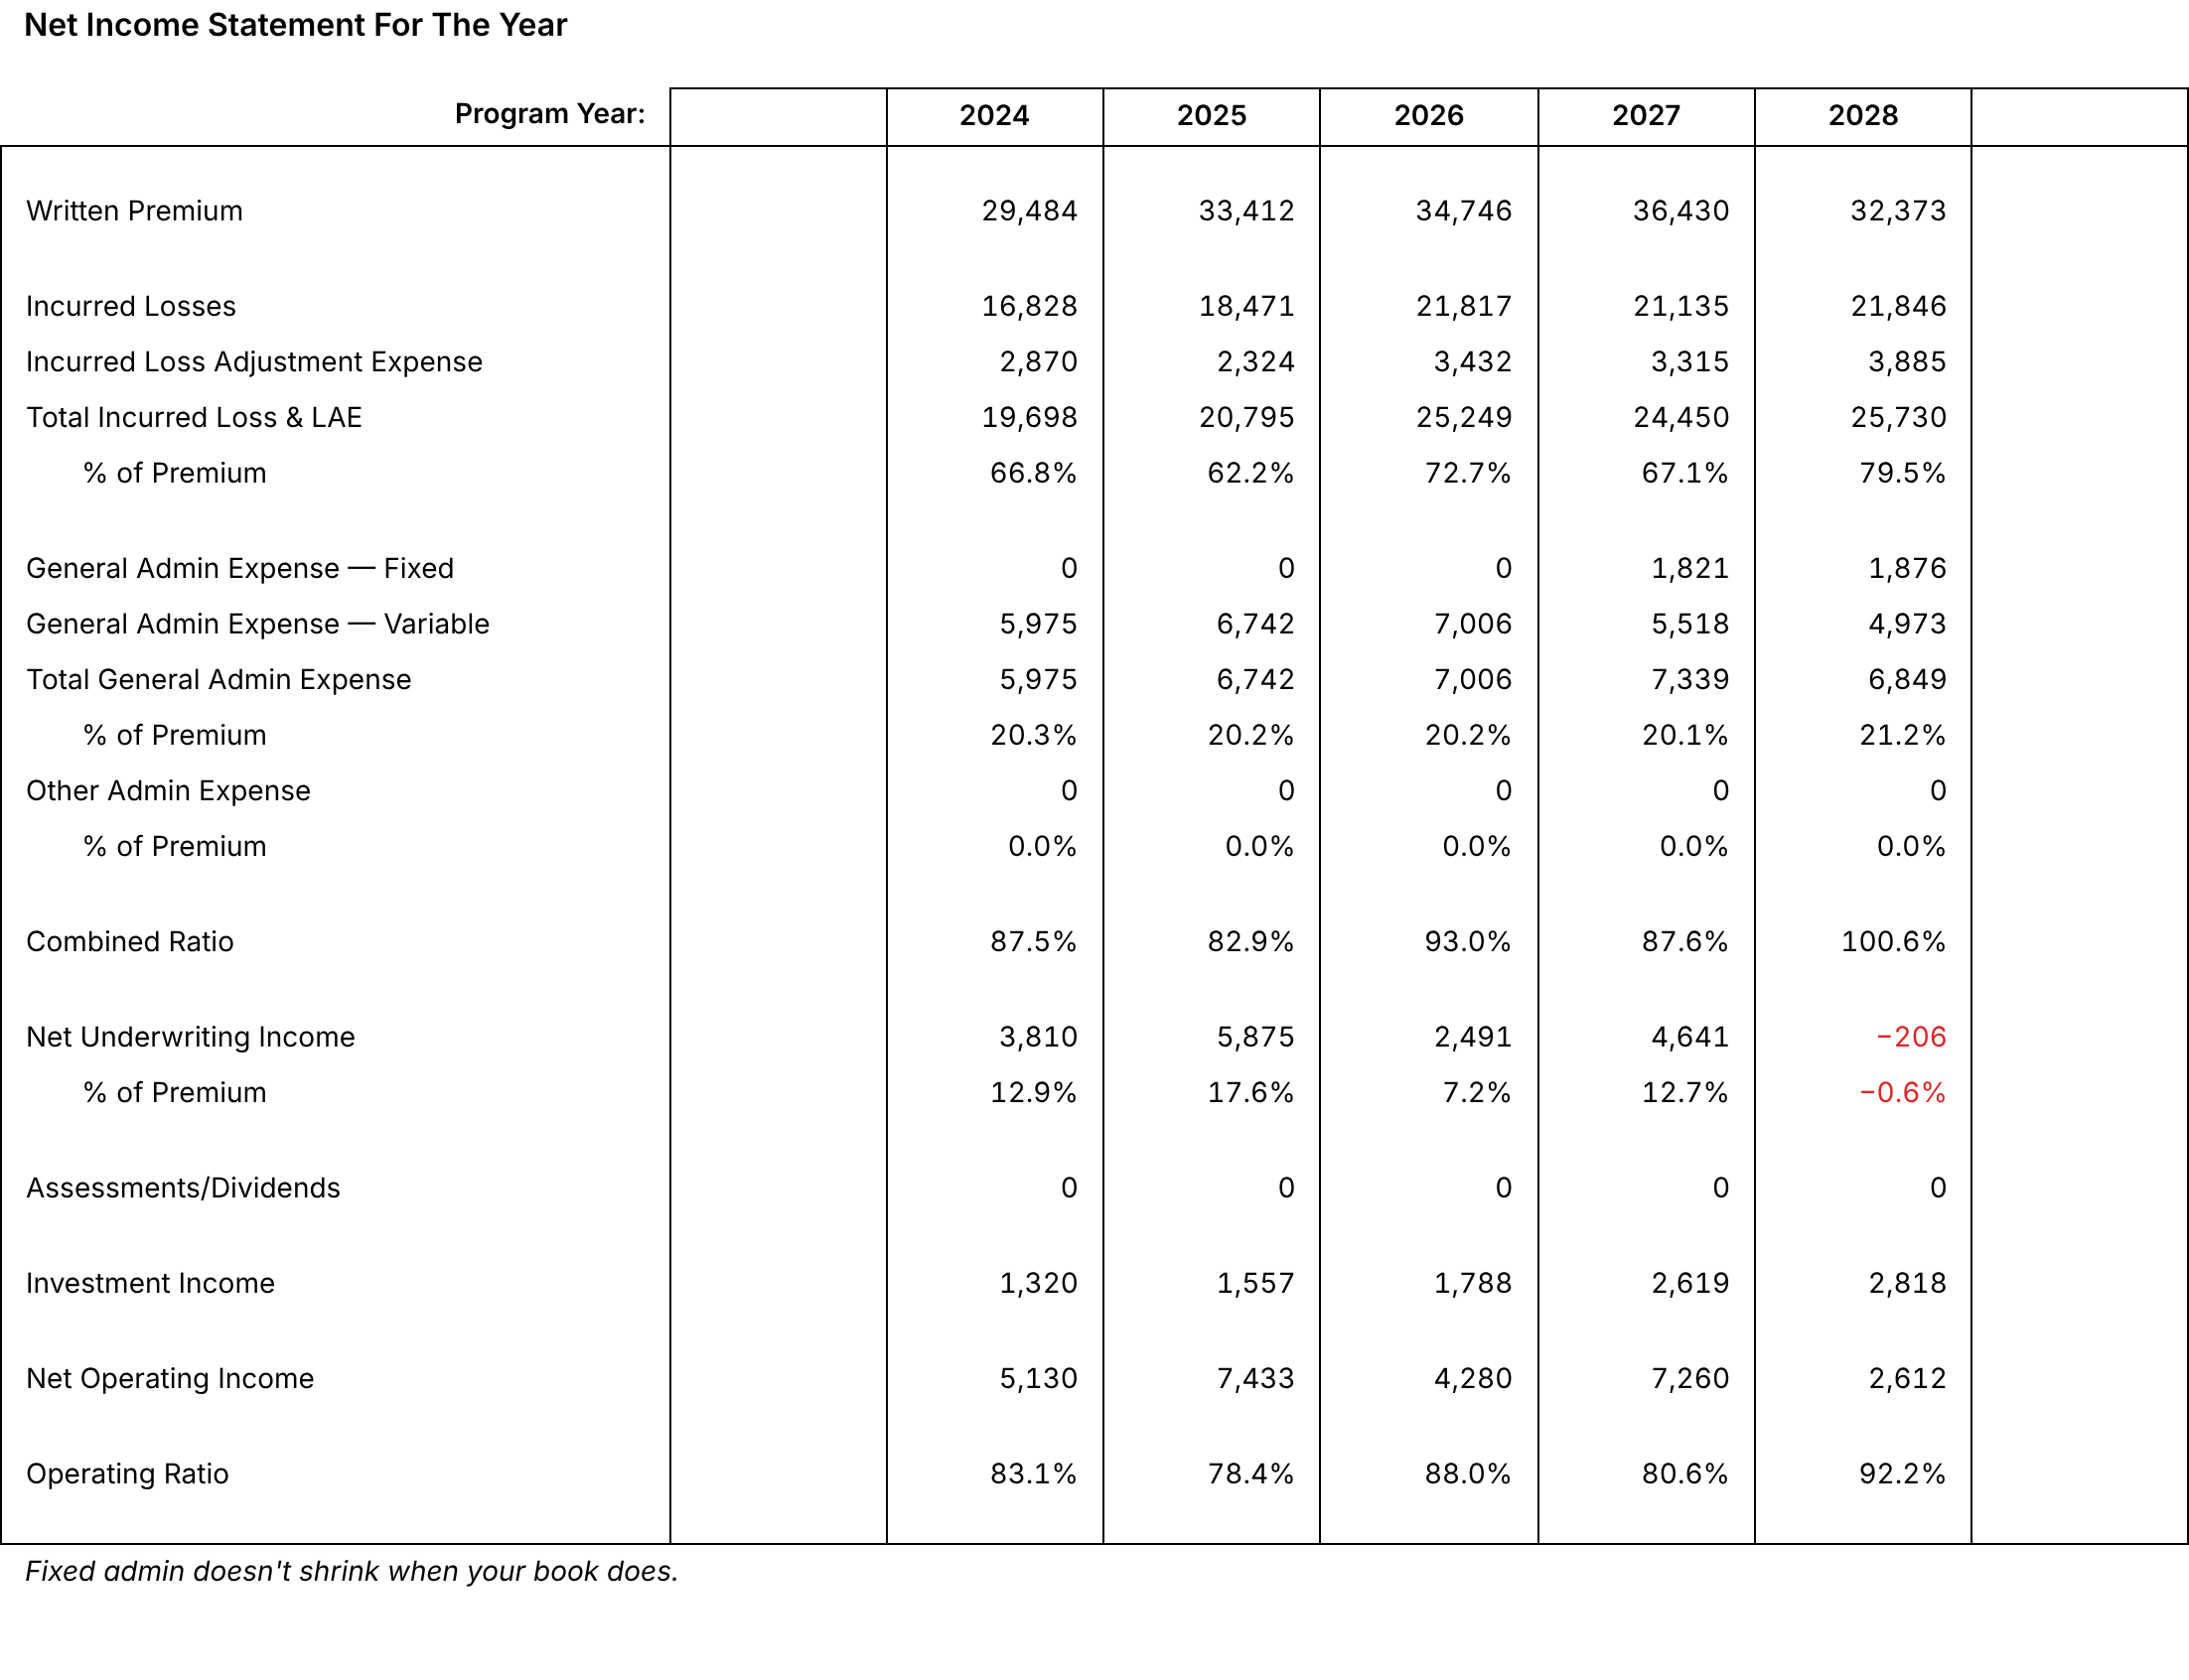 Net Income Statement For The Year
Program Year: 2024 2025 2026 2027 2028
Written Premium 29,484 33,412 34,746 36,430 32,373
Incurred Losses 16,828 18,471 21,817 21,135 21,846
Incurred Loss Adjustment Expense 2,870 2,324 3,432 3,315 3,885
Total Incurred Loss & LAE 19,698 20,795 25,249 24,450 25,730
% of Premium 66.8% 62.2% 72.7% 67.1% 79.5%
General Admin Expense — Fixed 0 0 0 1,821 1,876
General Admin Expense — Variable 5,975 6,742 7,006 5,518 4,973
Total General Admin Expense 5,975 6,742 7,006 7,339 6,849
% of Premium 20.3% 20.2% 20.2% 20.1% 21.2%
Other Admin Expense 0 0 0 0 0
% of Premium 0.0% 0.0% 0.0% 0.0% 0.0%
Combined Ratio 87.5% 82.9% 93.0% 87.6% 100.6%
Net Underwriting Income 3,810 5,875 2,491 4,641 −206
% of Premium 12.9% 17.6% 7.2% 12.7% −0.6%
Assessments/Dividends 0 0 0 0 0
Investment Income 1,320 1,557 1,788 2,619 2,818
Net Operating Income 5,130 7,433 4,280 7,260 2,612
Operating Ratio 83.1% 78.4% 88.0% 80.6% 92.2%
Fixed admin doesn't shrink when your book does.